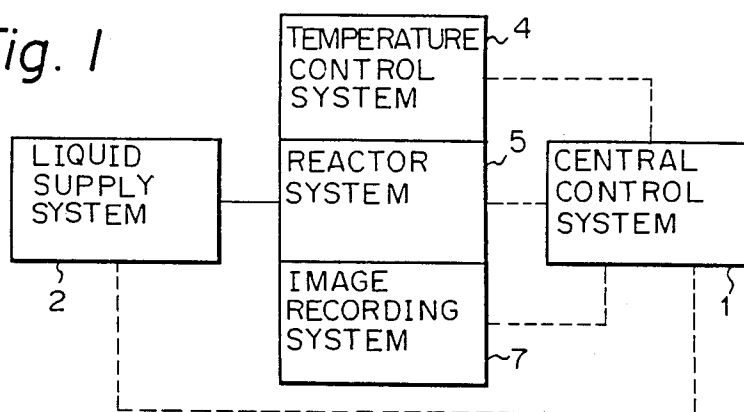 Fig. 1
TEMPERATURE
CONTROL
SYSTEM
4
LIQUID
SUPPLY
SYSTEM
2
REACTOR
SYSTEM
5
CENTRAL
CONTROL
SYSTEM
1
IMAGE
RECORDING
SYSTEM
7